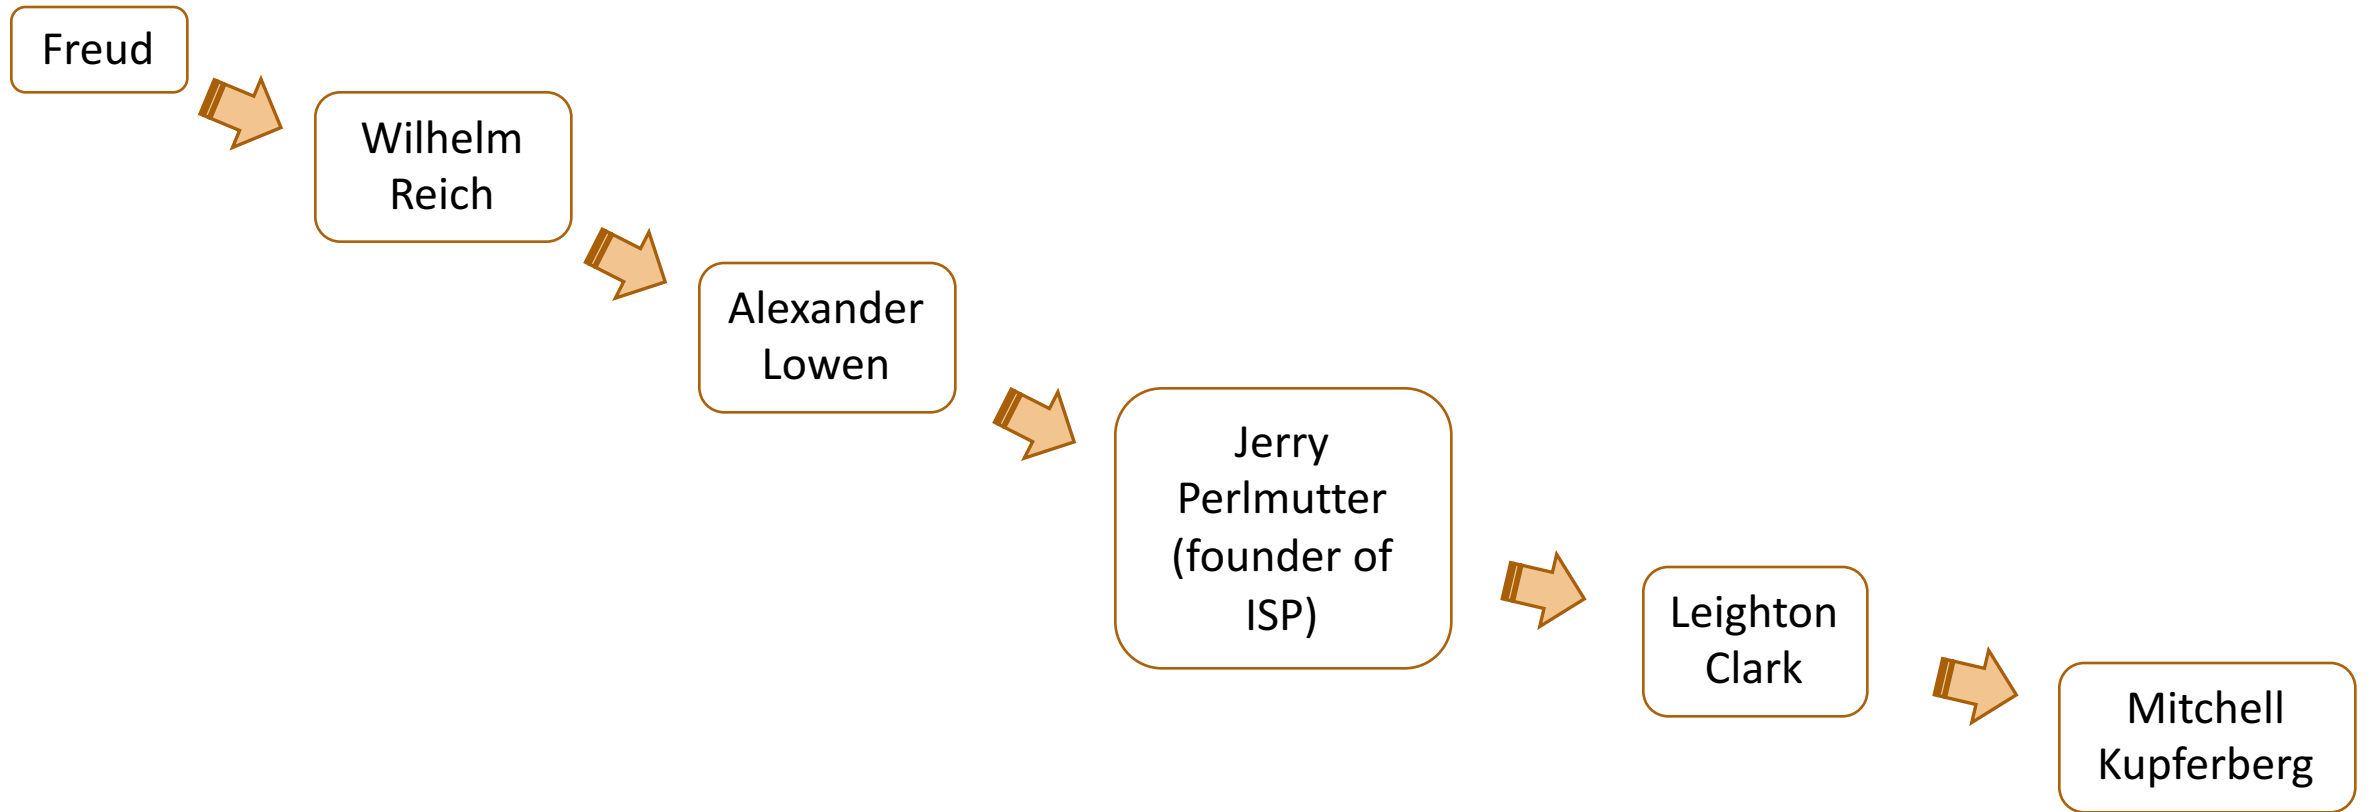 Freud
Wilhelm
Reich
Alexander
Lowen
Jerry
Perlmutter
(founder of
ISP)
Leighton
Clark
Mitchell
Kupferberg